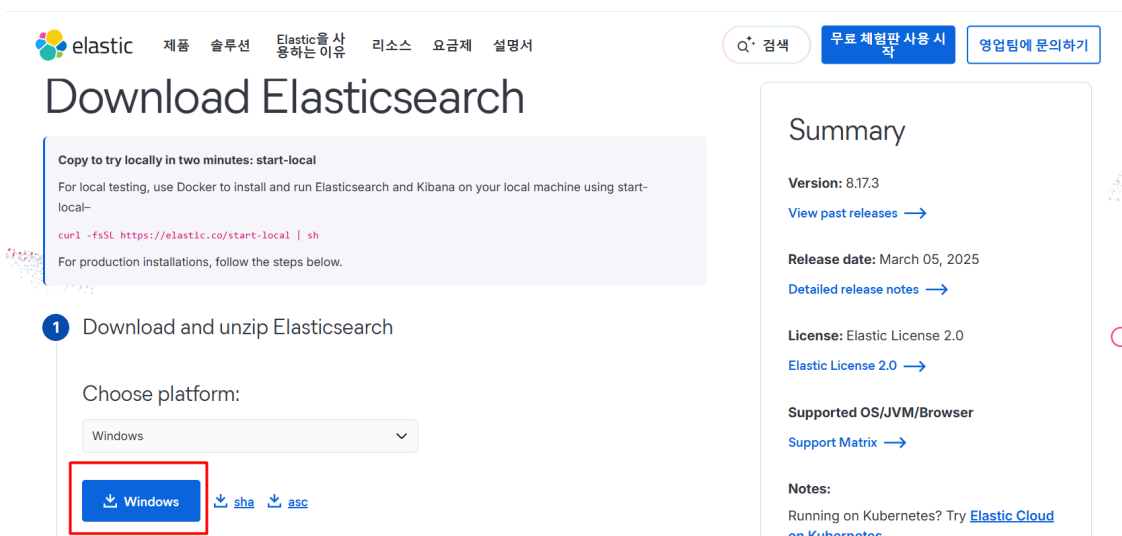 elastic
제품
솔루션
Elastic을 사
용하는 이유
리소스
요금제
설명서
검색
무료 체험판 사용 시
작
영업팀에 문의하기
Download Elasticsearch
Copy to try locally in two minutes: start-local
For local testing, use Docker to install and run Elasticsearch and Kibana on your local machine using start-
local–
curl -fsSL https://elastic.co/start-local | sh
For production installations, follow the steps below.
1 Download and unzip Elasticsearch
Choose platform:
Windows
Windows
sha
asc
Summary
Version: 8.17.3
View past releases
Release date: March 05, 2025
Detailed release notes
License: Elastic License 2.0
Elastic License 2.0
Supported OS/JVM/Browser
Support Matrix
Notes:
Running on Kubernetes? Try Elastic Cloud
on Kubernetes